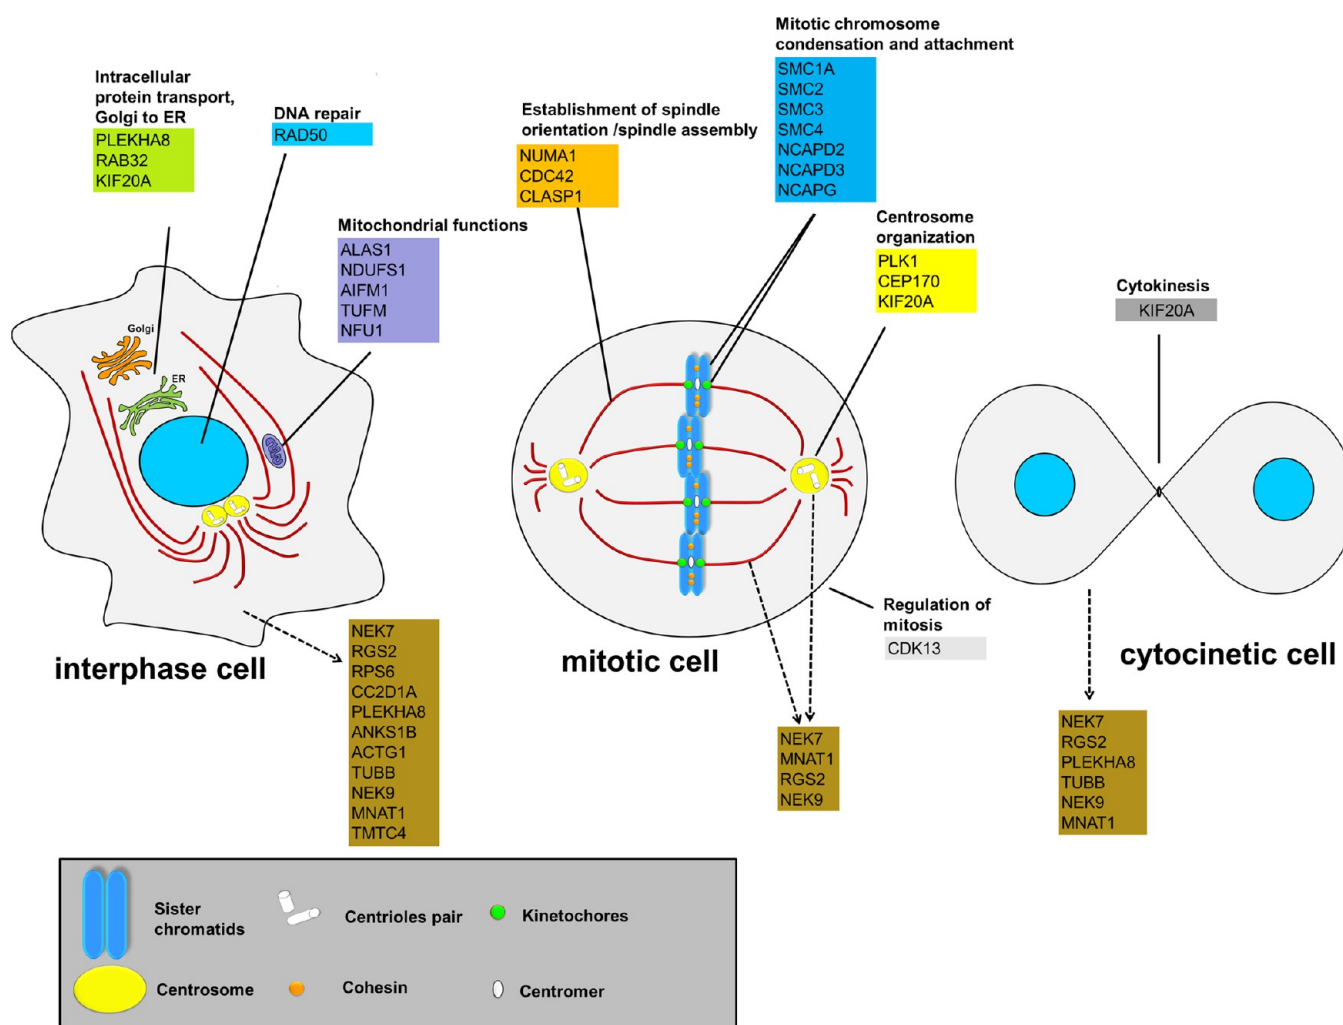 Intracellular
protein transport,
Golgi to ER
PLEKHA8
RAB32
KIF20A
DNA repair
RAD50
Mitochondrial functions
ALAS1
NDUFS1
AIFM1
TUFM
NFU1
Golgi
ER
interphase cell
NEK7
RGS2
RPS6
CC2D1A
PLEKHA8
ANKS1B
ACTG1
TUBB
NEK9
MNAT1
TMTC4
Establishment of spindle
orientation /spindle assembly
NUMA1
CDC42
CLASP1
Mitotic chromosome
condensation and attachment
SMC1A
SMC2
SMC3
SMC4
NCAPD2
NCAPD3
NCAPG
Centrosome
organization
PLK1
CEP170
KIF20A
mitotic cell
Regulation of
mitosis
CDK13
NEK7
MNAT1
RGS2
NEK9
Cytokinesis
KIF20A
cytocinetic cell
NEK7
RGS2
PLEKHA8
TUBB
NEK9
MNAT1
Sister
chromatids
Centrioles pair
Kinetochores
Centrosome
Cohesin
Centromer